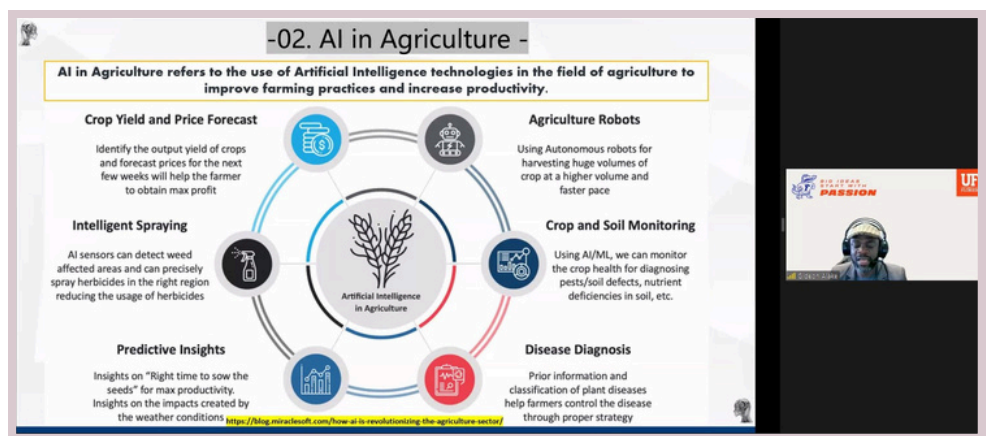 -02. AI in Agriculture -
AI in Agriculture refers to the use of Artificial Intelligence technologies in the field of agriculture to
improve farming practices and increase productivity.
Crop Yield and Price Forecast
Identify the output yield of crops
and forecast prices for the next
few weeks will help the farmer
to obtain max profit
Agriculture Robots
Using Autonomous robots for
harvesting huge volumes of
crop at a higher volume and
faster pace
Intelligent Spraying
AI sensors can detect weed
affected areas and can precisely
spray herbicides in the right region
reducing the usage of herbicides
Artificial Intelligence
in Agriculture
Crop and Soil Monitoring
Using AI/ML, we can monitor
the crop health for diagnosing
pests/soil defects, nutrient
deficiencies in soil, etc.
Predictive Insights
Insights on “Right time to sow the
seeds” for max productivity.
Insights on the impacts created by
the weather conditions
Disease Diagnosis
Prior information and
classification of plant diseases
help farmers control the disease
through proper strategy
https://blog.miraclesoft.com/how-ai-is-revolutionizing-the-agriculture-sector/
BIG IDEAS
START WITH
PASSION
UF